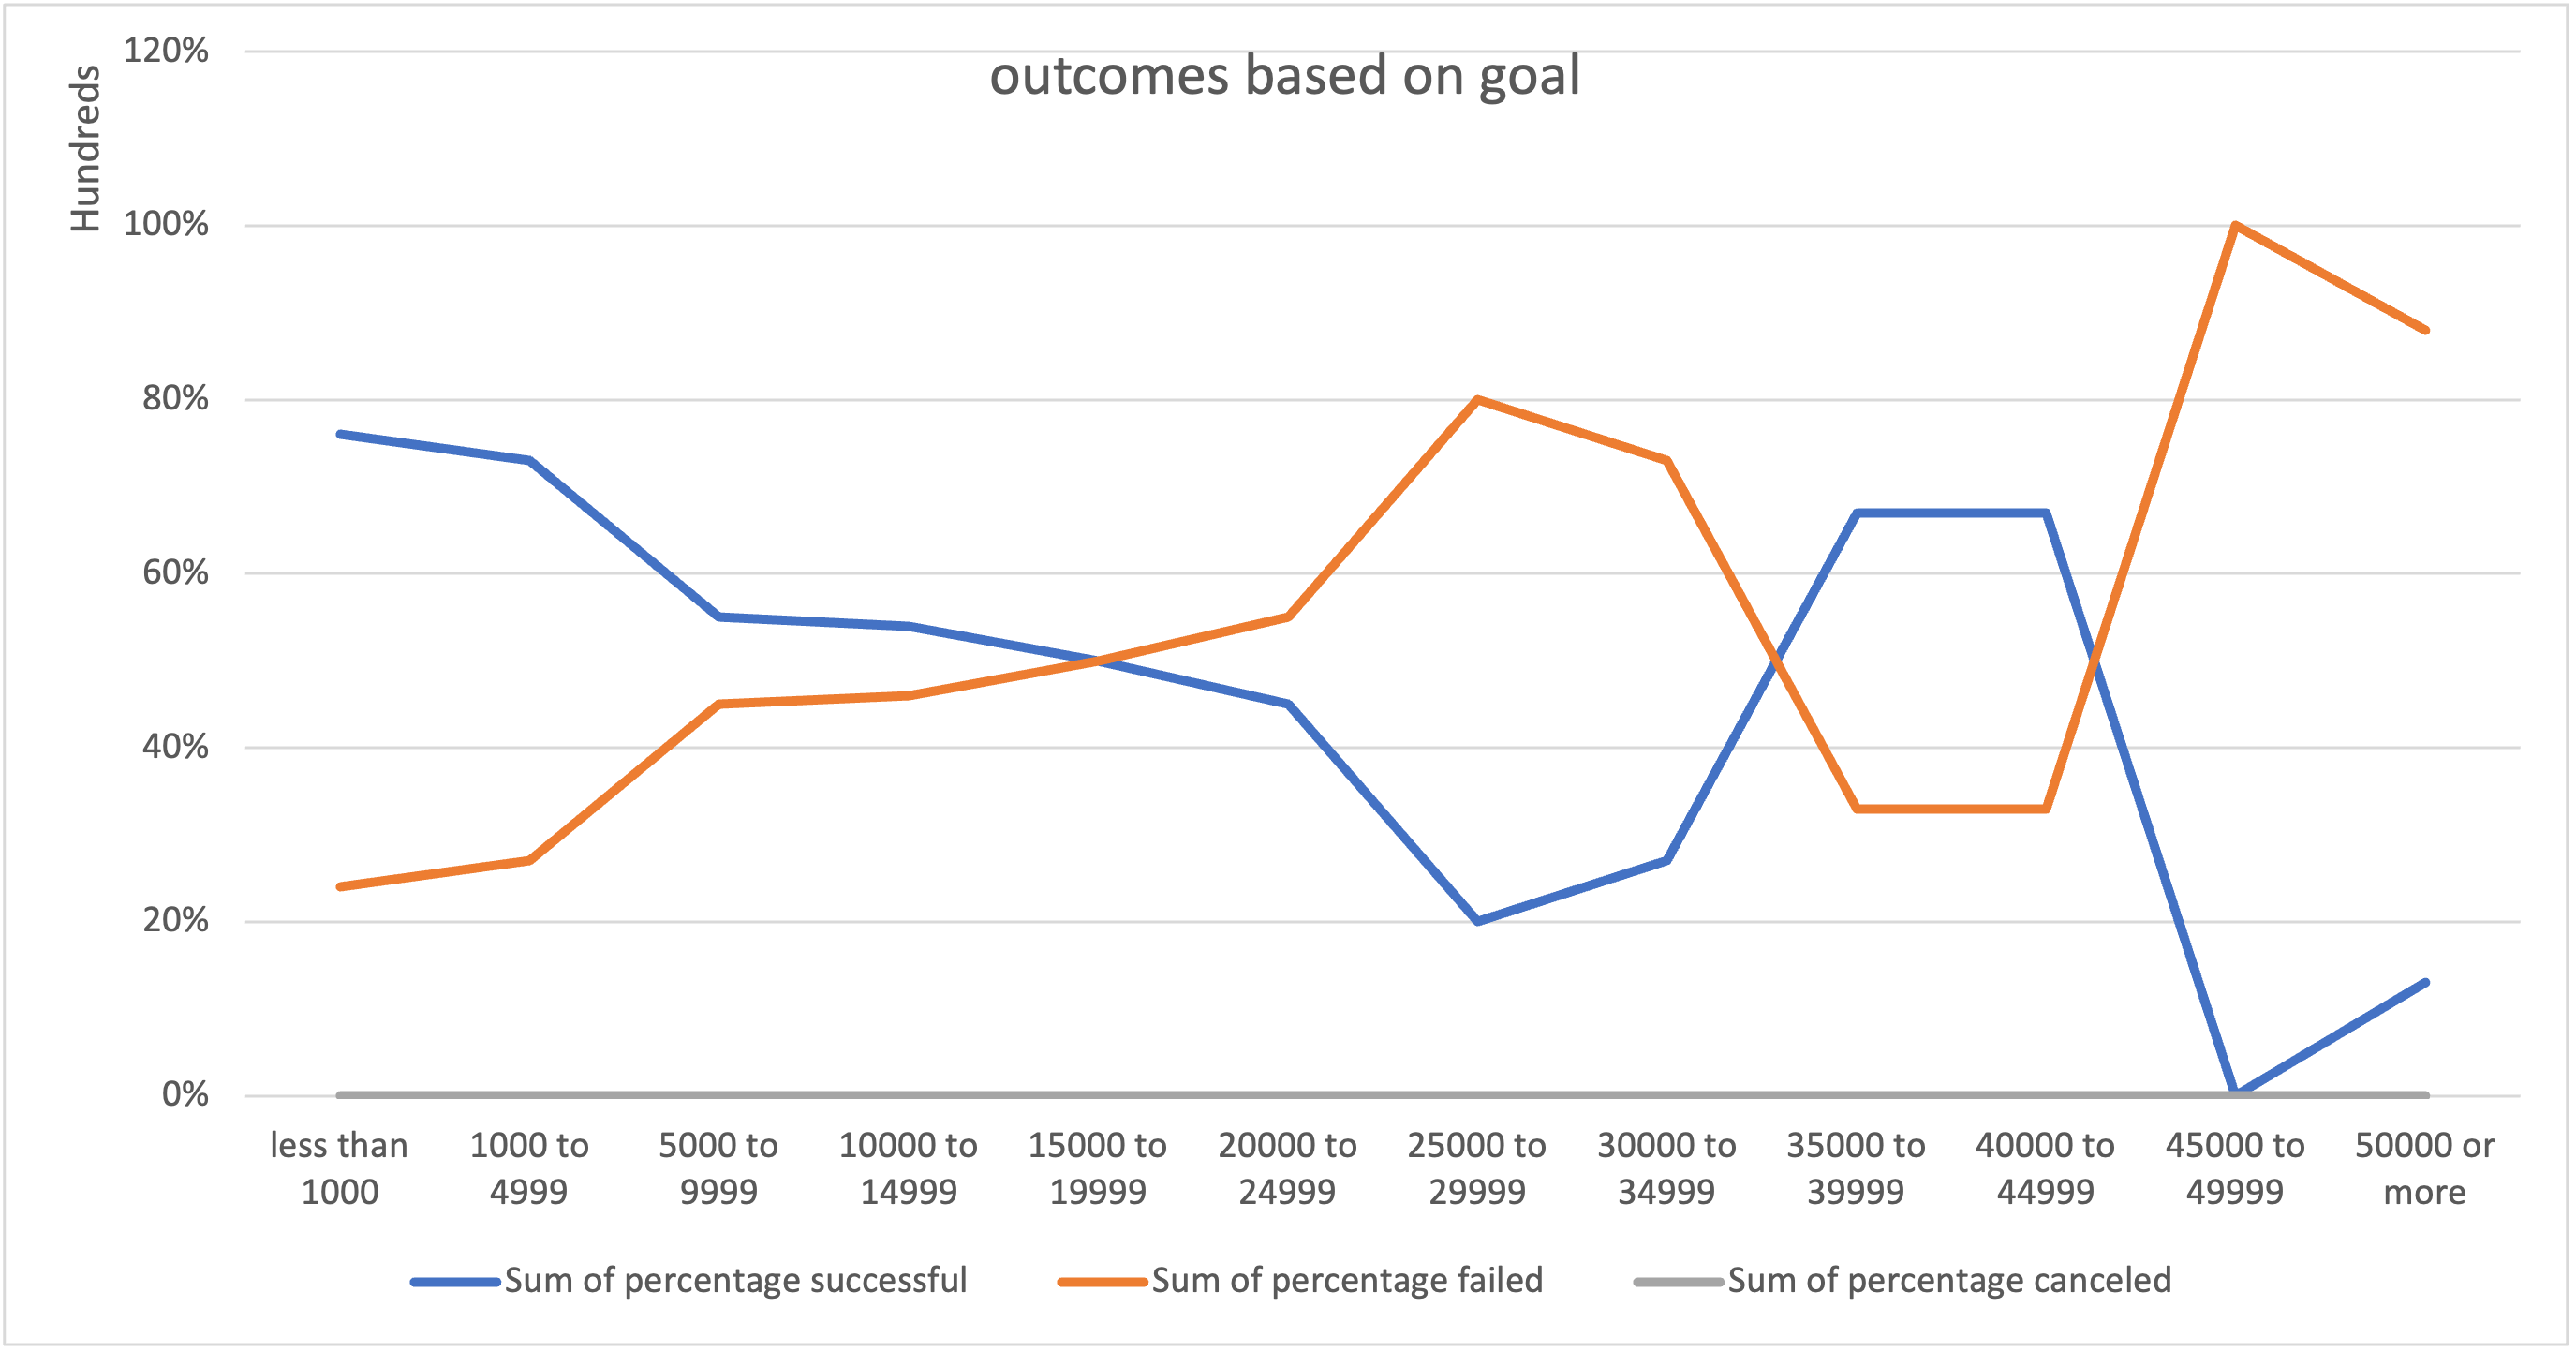 outcomes based on goal
Hundreds
120%
100%
80%
60%
40%
20%
0%
less than
1000
1000 to
4999
5000 to
9999
10000 to
14999
15000 to
19999
20000 to
24999
25000 to
29999
30000 to
34999
35000 to
39999
40000 to
44999
45000 to
49999
50000 or
more
Sum of percentage successful
Sum of percentage failed
Sum of percentage canceled